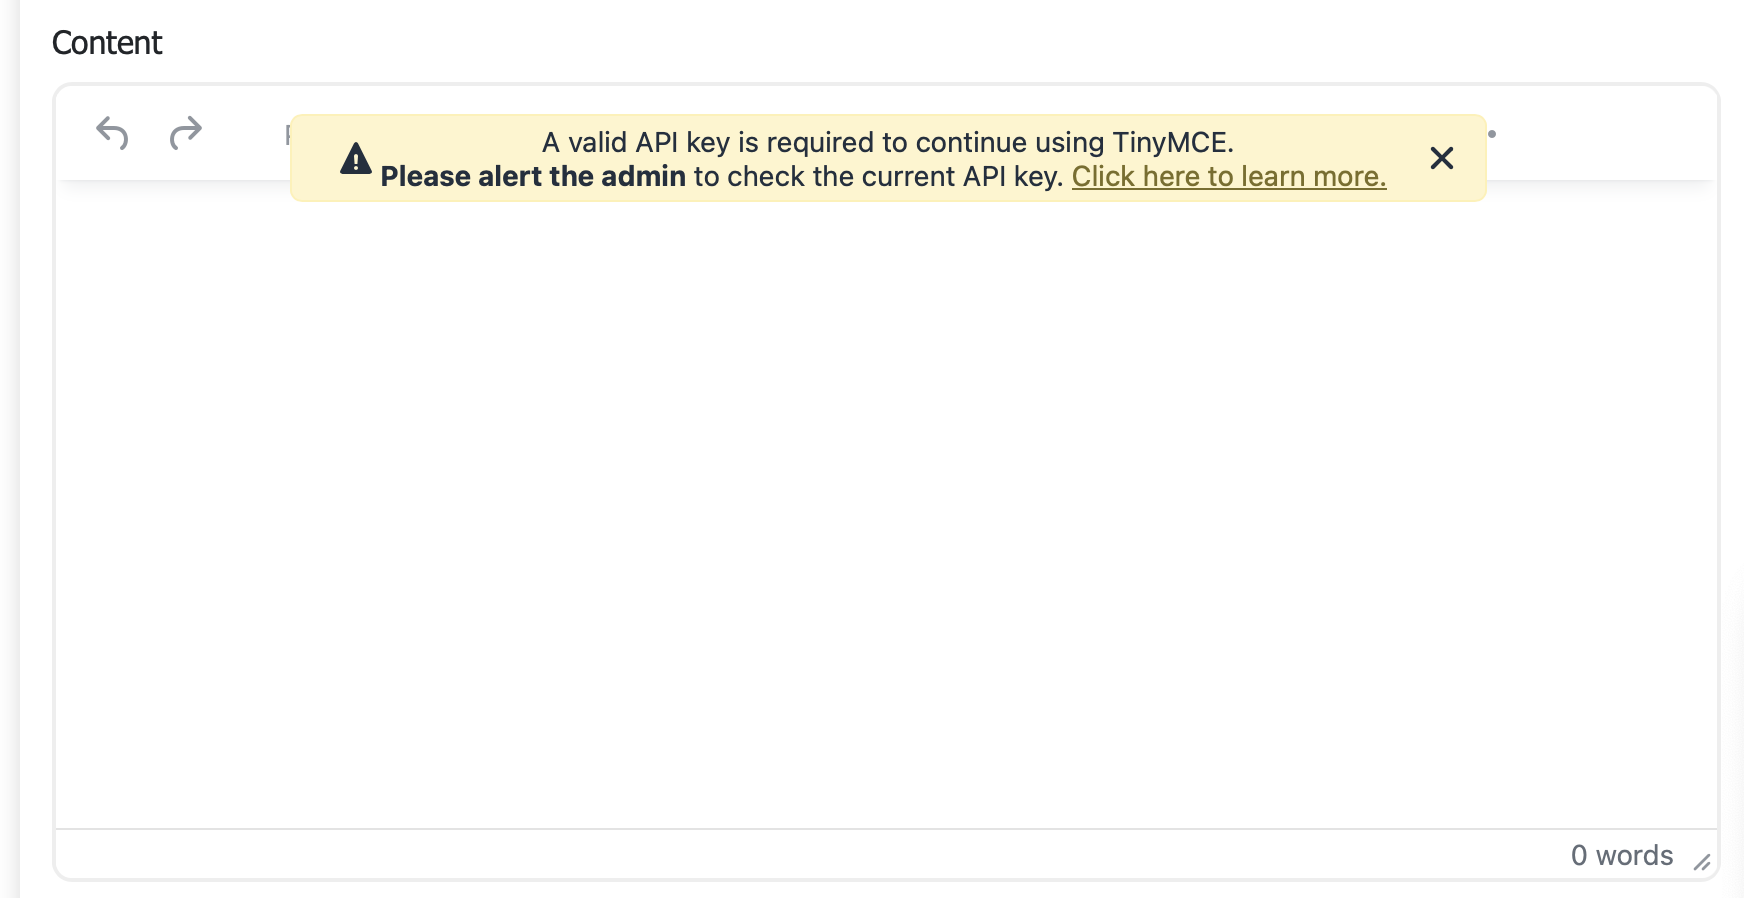 Content
A valid API key is required to continue using TinyMCE.
Please alert the admin to check the current API key. Click here to learn more.
0 words